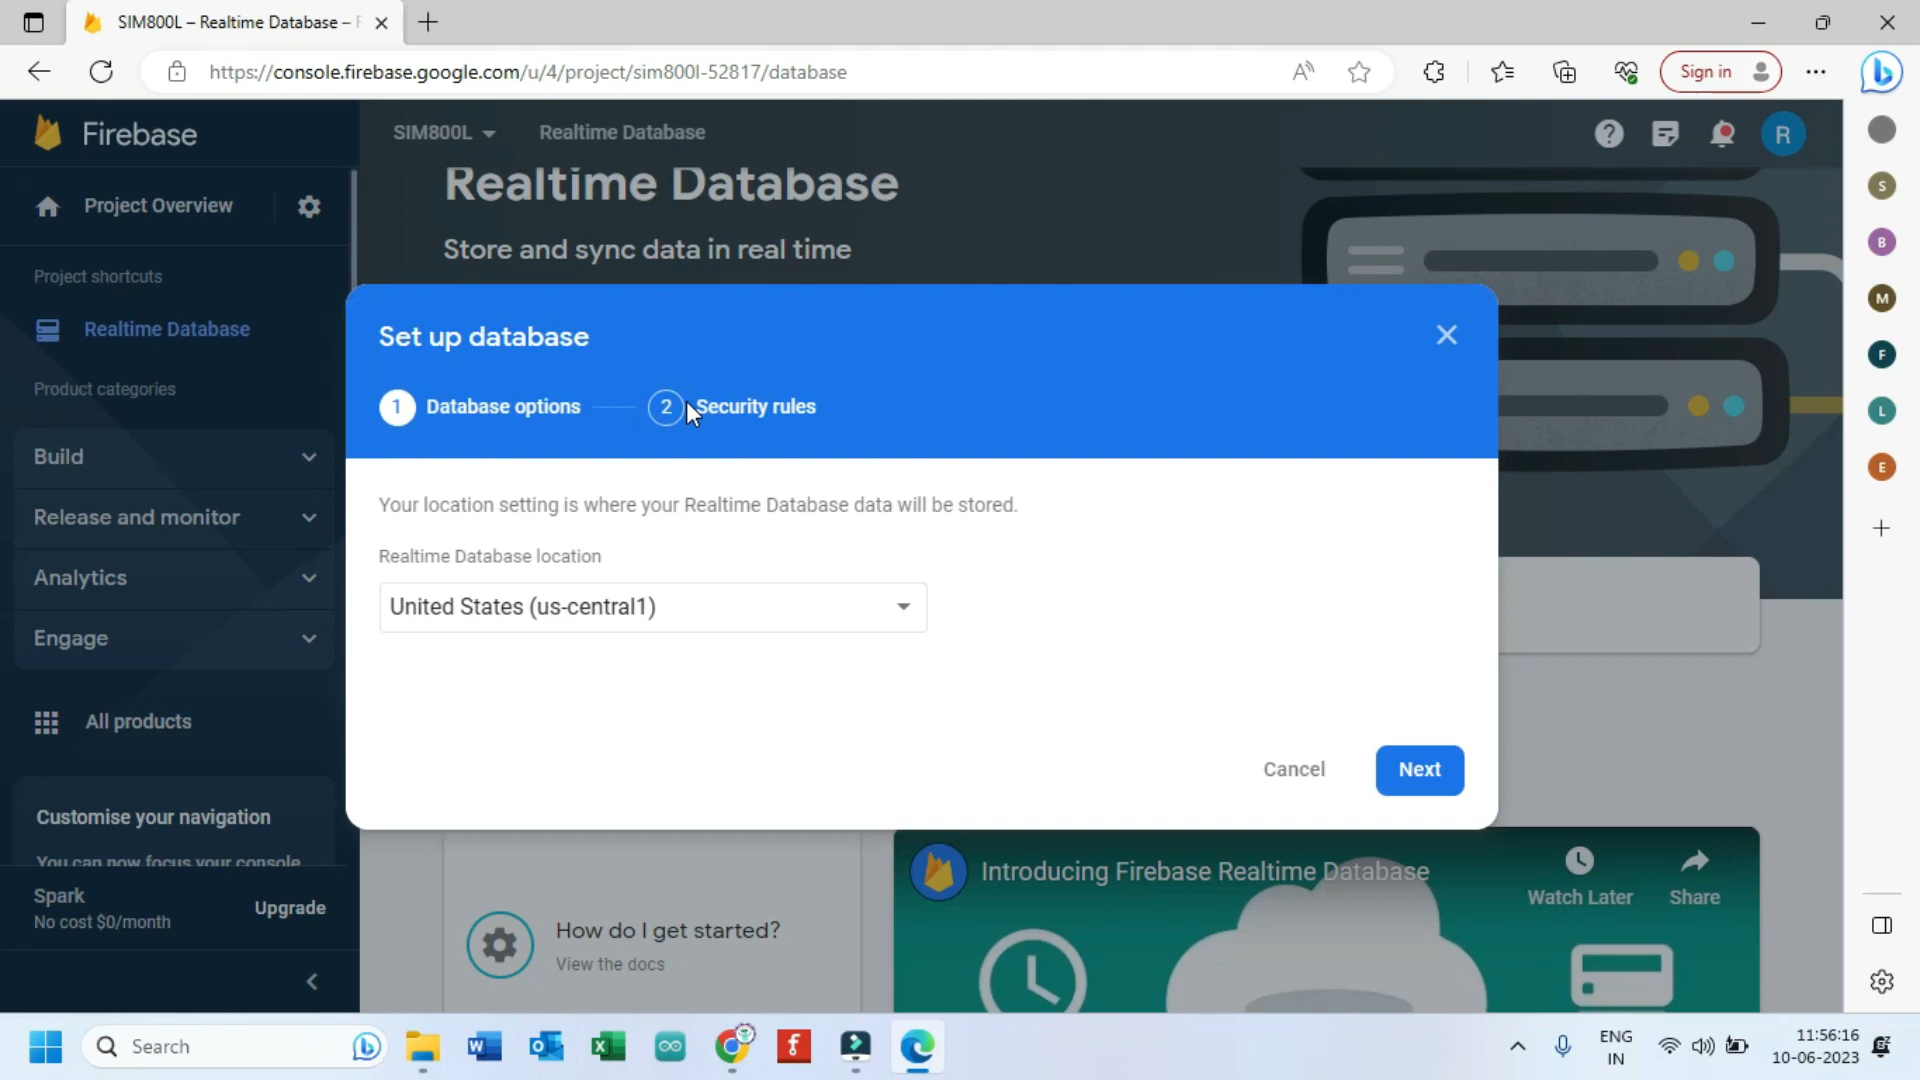 SIM800L – Realtime Database – F
https://console.firebase.google.com/u/4/project/sim800l-52817/database
Sign in
Firebase
SIM800L
Realtime Database
R
Project Overview
Realtime Database
Store and sync data in real time
Project shortcuts
Realtime Database
Product categories
Build
Release and monitor
Analytics
Engage
All products
Customise your navigation
You can now focus your console
Spark
No cost $0/month
Upgrade
Set up database
1 Database options
2 Security rules
Your location setting is where your Realtime Database data will be stored.
Realtime Database location
United States (us-central1)
Cancel
Next
How do I get started?
View the docs
Introducing Firebase Realtime Database
Watch Later
Share
S
B
M
F
L
E
Search
ENG
IN
11:56:16
10-06-2023